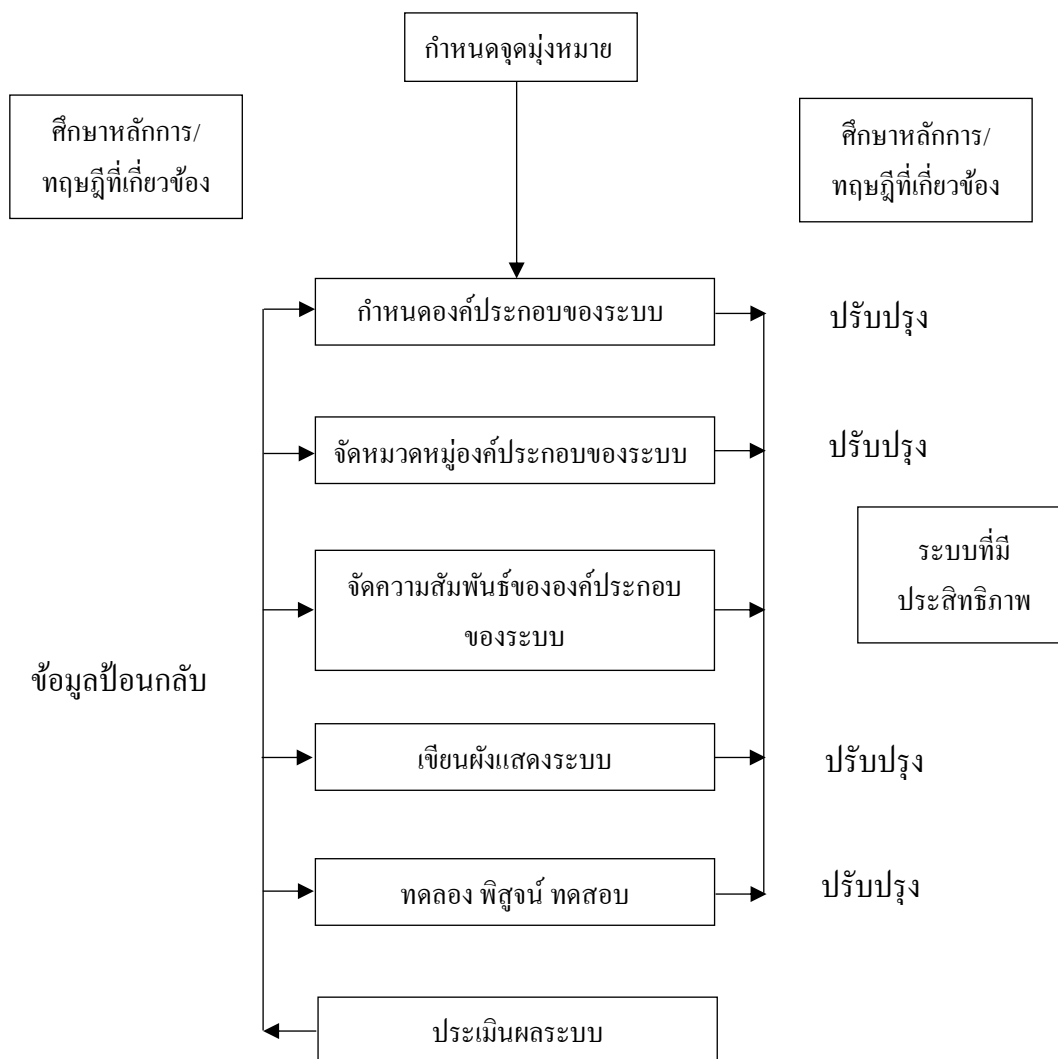 กำหนดจุดมุ่งหมาย
ศึกษาหลักการ/
ทฤษฎีที่เกี่ยวข้อง
ศึกษาหลักการ/
ทฤษฎีที่เกี่ยวข้อง
กำหนดองค์ประกอบของระบบ
ปรับปรุง
จัดหมวดหมู่องค์ประกอบของระบบ
ปรับปรุง
ระบบที่มี
ประสิทธิภาพ
จัดความสัมพันธ์ขององค์ประกอบ
ของระบบ
ข้อมูลป้อนกลับ
เขียนผังแสดงระบบ
ปรับปรุง
ทดลอง พิสูจน์ ทดสอบ
ปรับปรุง
ประเมินผลระบบ